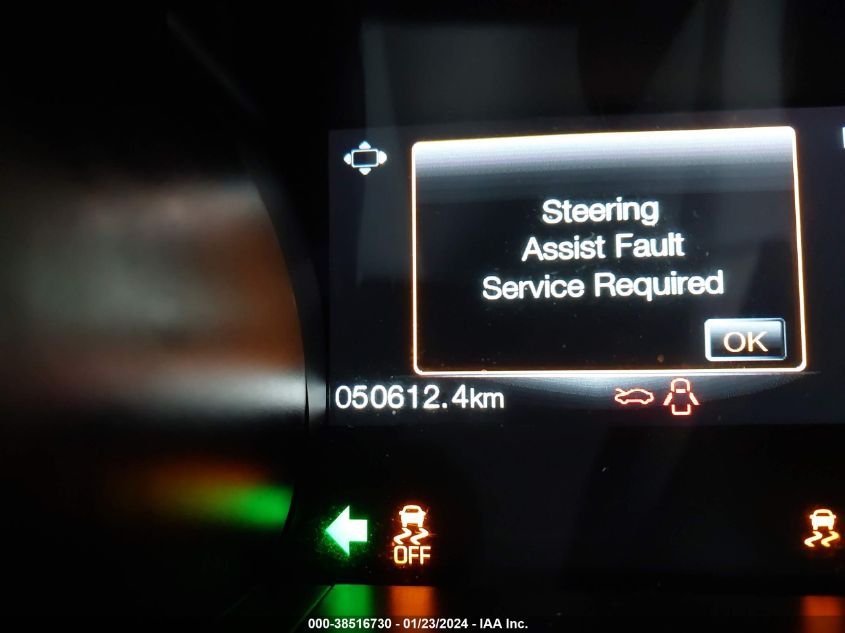 Steering
Assist Fault
Service Required
OK
050612.4km
OFF
000-38516730 - 01/23/2024 - IAA Inc.